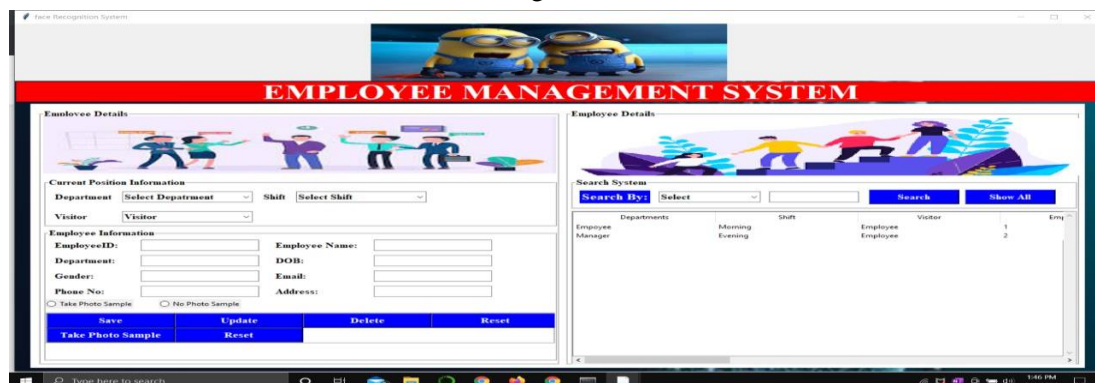 face Recognition System
EMPLOYEE MANAGEMENT SYSTEM
Employee Details
Current Position Information
Department Select Depatrment Shift Select Shift
Visitor Visitor
Employee Information
EmployeeID: Employee Name:
Department: DOB:
Gender: Email:
Phone No: Address:
Take Photo Sample No Photo Sample
Save Update Delete Reset
Take Photo Sample Reset
Employee Details
Search System
Search By: Select Search Show All
Departments Shift Visitor Emp
Empoyee Morning Employee 1
Manager Evening Employee 2
Type here to search
1:46 PM